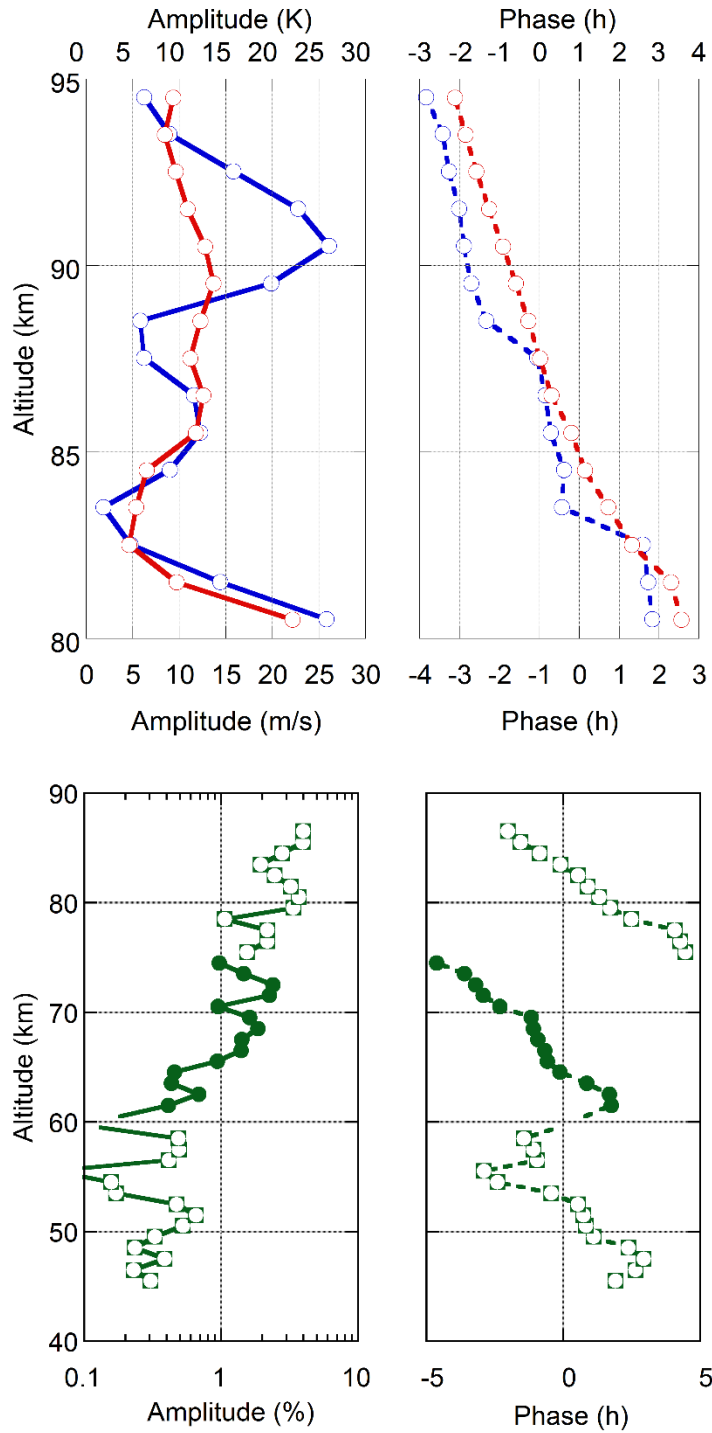 Amplitude (K)
0 5 10 15 20 25 30
Phase (h)
-3 -2 -1 0 1 2 3 4
95
90
85
80
Altitude (km)
0 5 10 15 20 25 30
Amplitude (m/s)
-4 -3 -2 -1 0 1 2 3
Phase (h)
90
80
70
60
50
40
Altitude (km)
0.1 1 10
Amplitude (%)
-5 0 5
Phase (h)